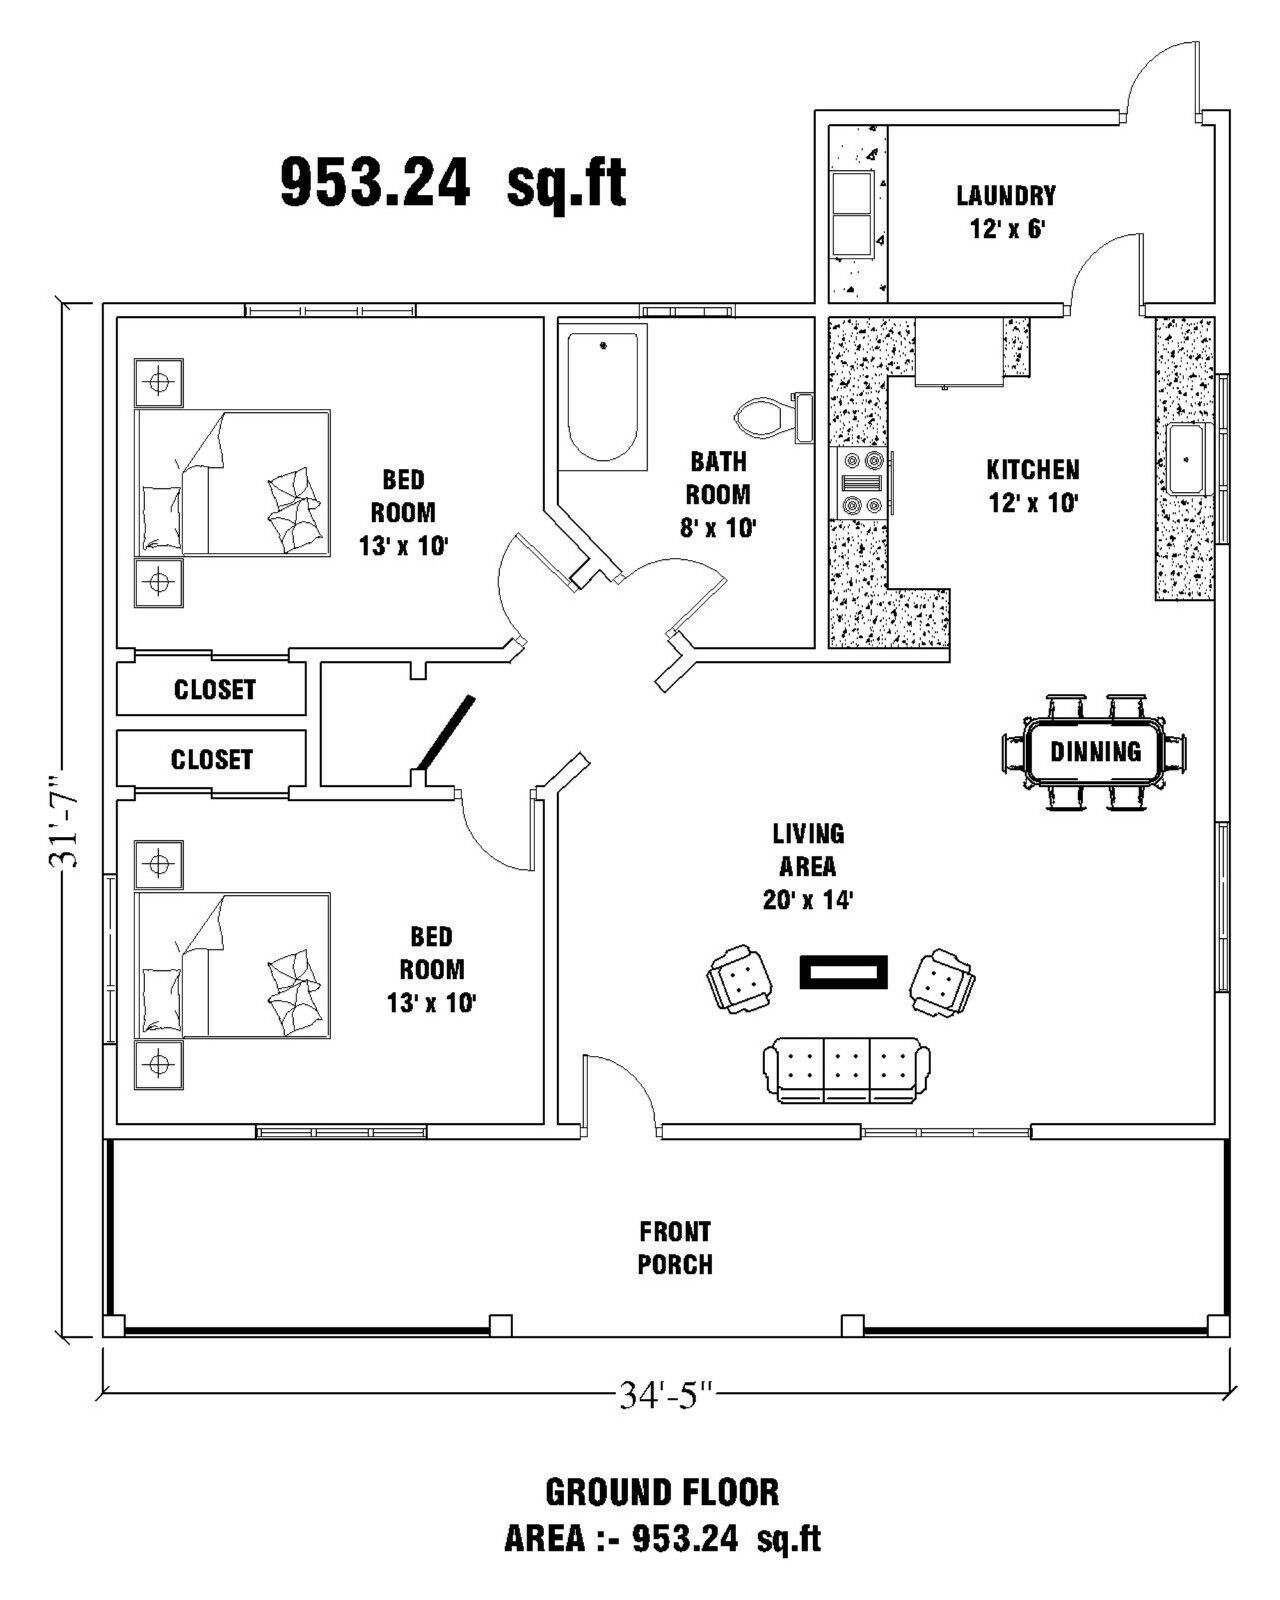 953.24 sq.ft
LAUNDRY
12' x 6'
BED
ROOM
13' x 10'
BATH
ROOM
8' x 10'
KITCHEN
12' x 10'
CLOSET
CLOSET
DINNING
LIVING
AREA
20' x 14'
BED
ROOM
13' x 10'
31'-7"
FRONT
PORCH
34'-5"
GROUND FLOOR
AREA :- 953.24 sq.ft